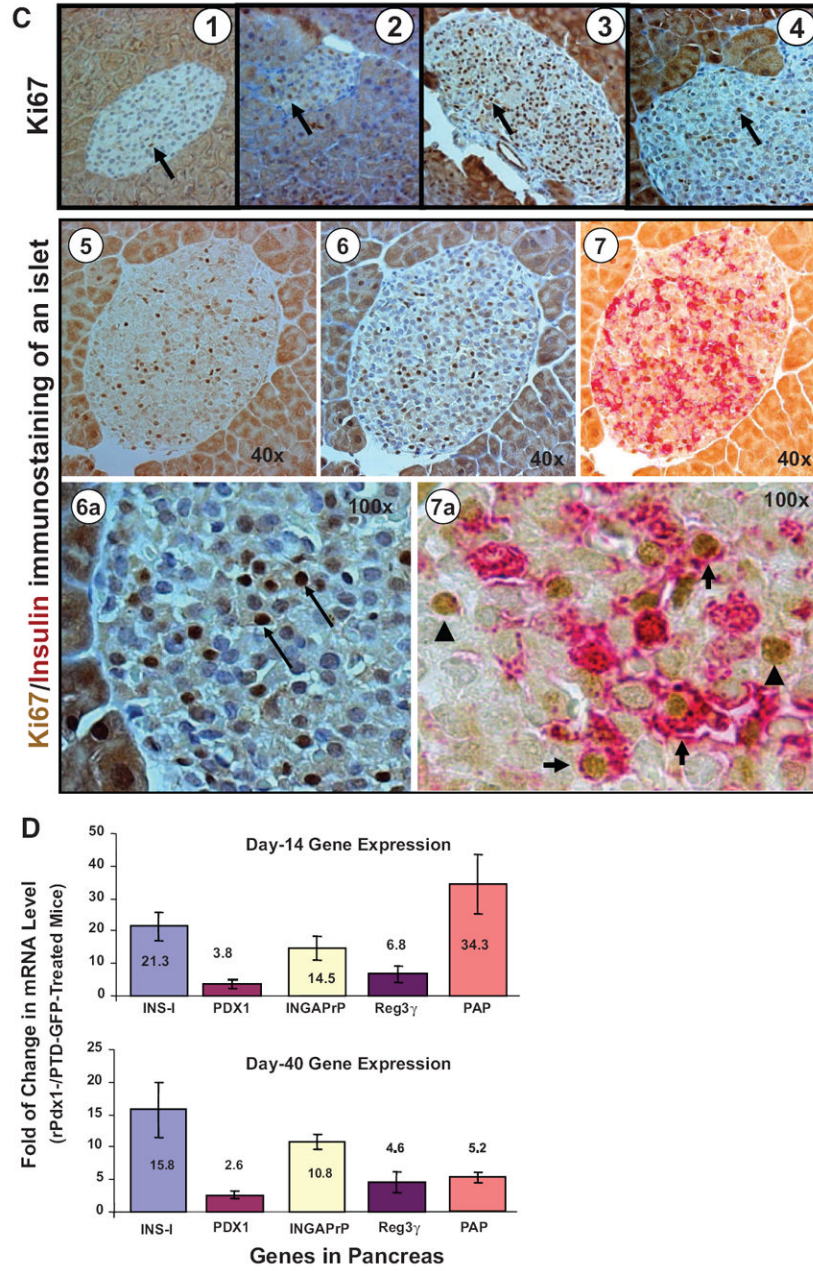 C
Ki67
1
2
3
4
Ki67/Insulin immunostaining of an islet
5
40x
6
40x
7
40x
6a
100x
7a
100x
D
Fold of Change in mRNA Level
(rPdx1-/PTD-GFP-Treated Mice)
Day-14 Gene Expression
50
40
30
20
10
0
21.3
3.8
14.5
6.8
34.3
INS-I PDX1 INGAPrP Reg3γ PAP
Day-40 Gene Expression
25
20
15
10
5
0
15.8
2.6
10.8
4.6
5.2
INS-I PDX1 INGAPrP Reg3γ PAP
Genes in Pancreas